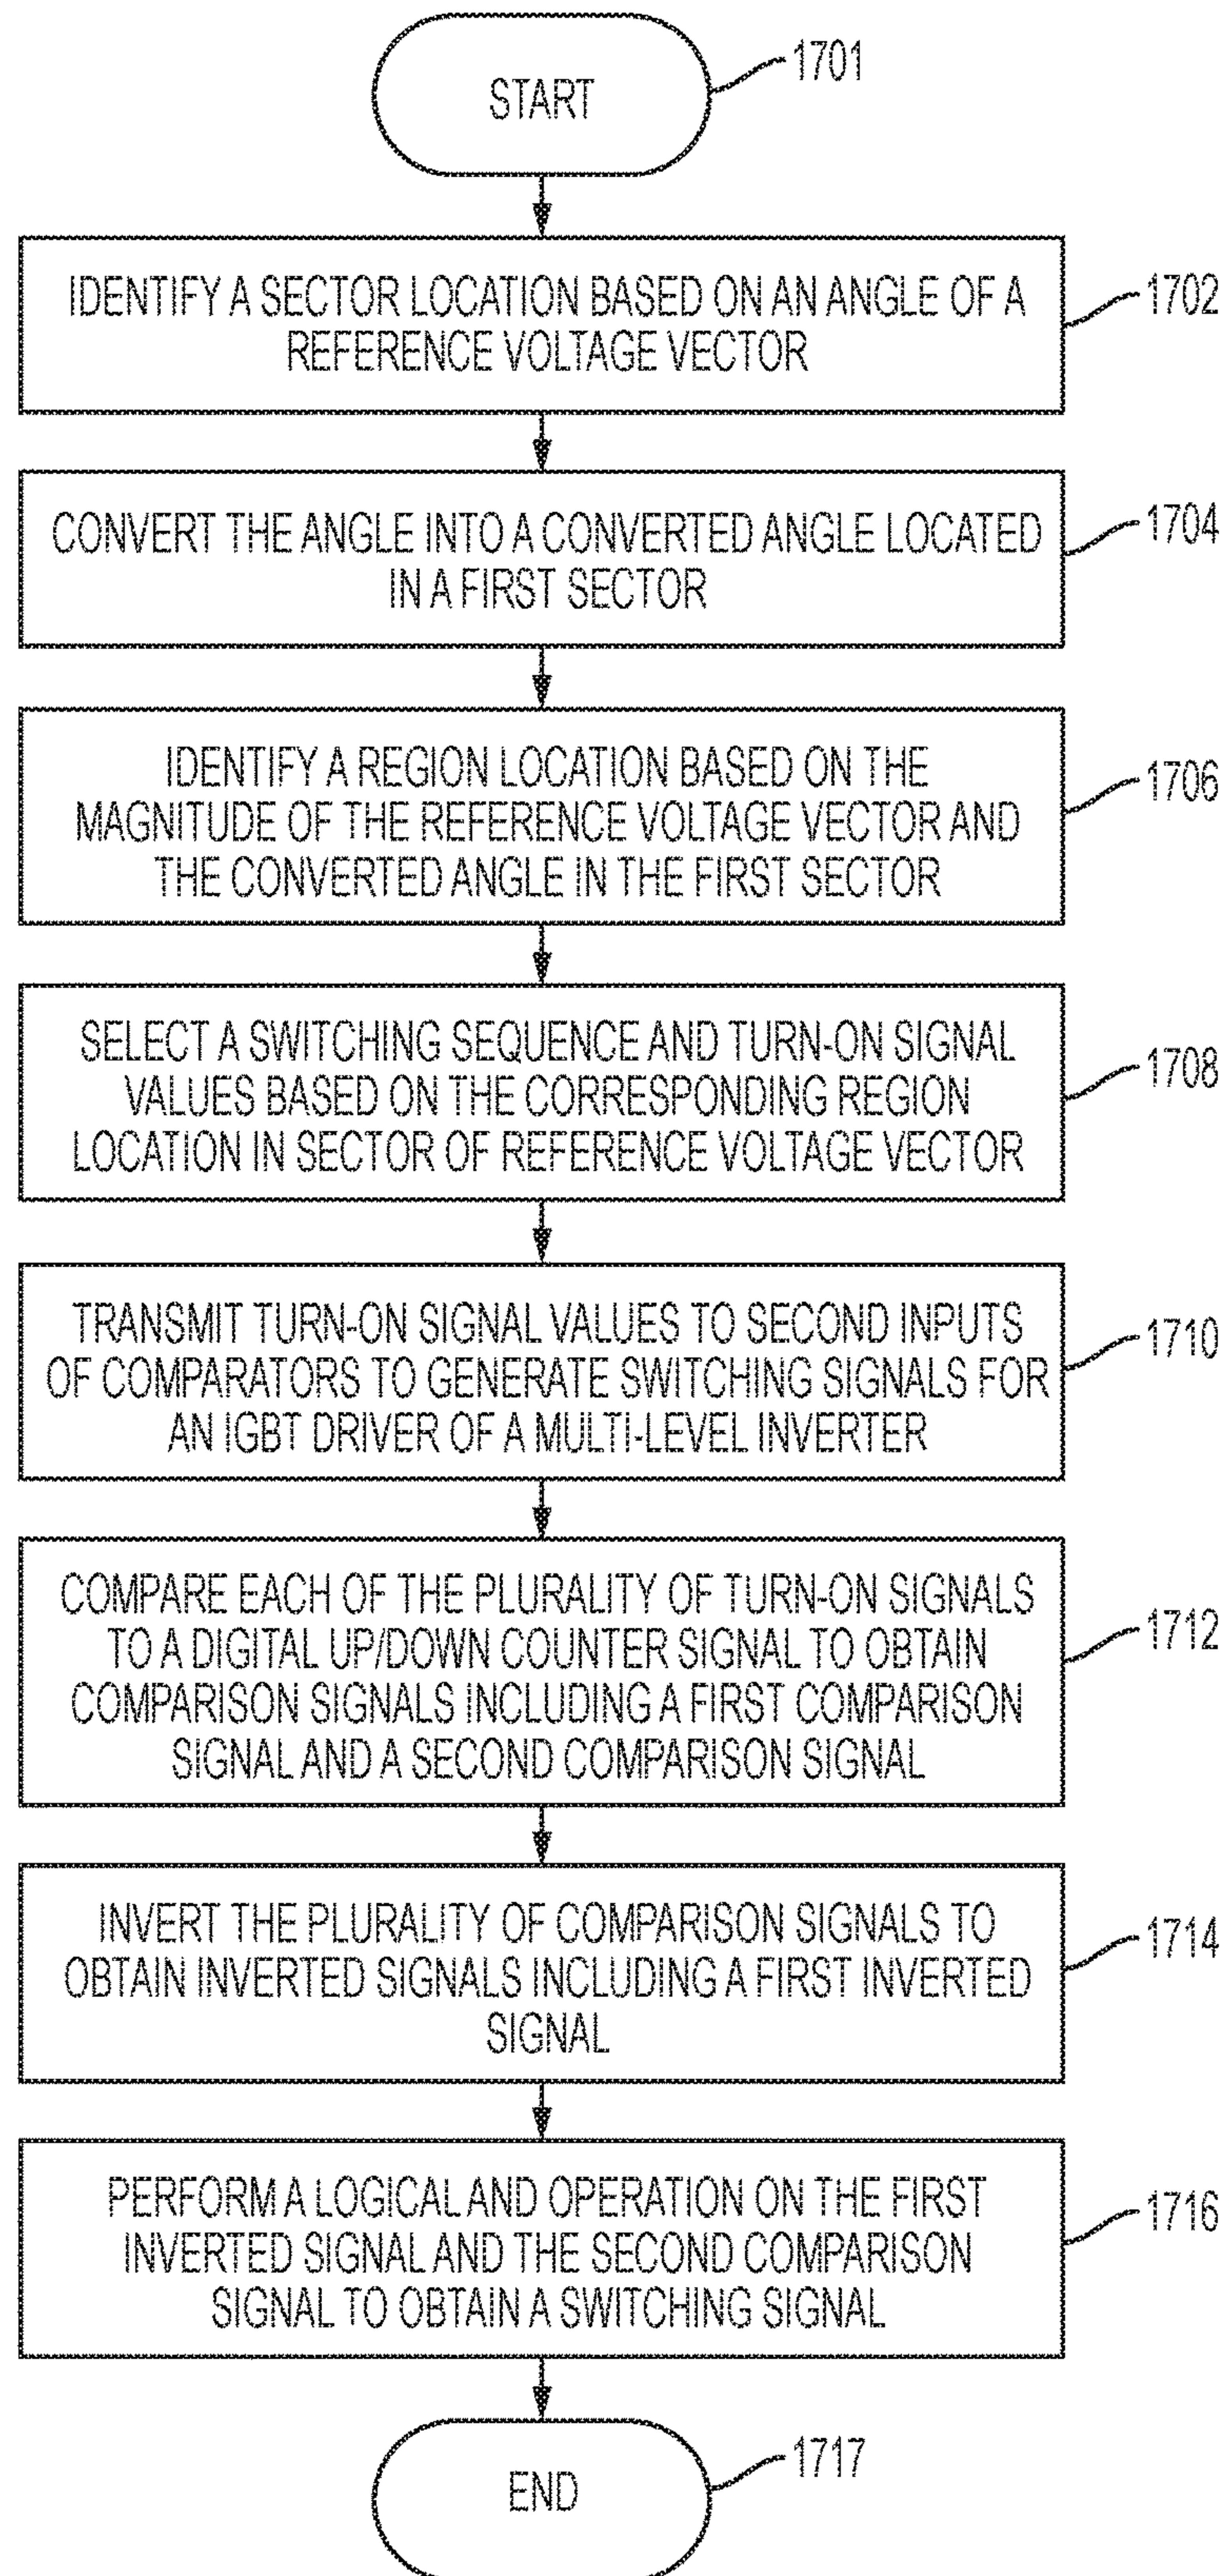 START
1701
IDENTIFY A SECTOR LOCATION BASED ON AN ANGLE OF A
REFERENCE VOLTAGE VECTOR
1702
CONVERT THE ANGLE INTO A CONVERTED ANGLE LOCATED
IN A FIRST SECTOR
1704
IDENTIFY A REGION LOCATION BASED ON THE
MAGNITUDE OF THE REFERENCE VOLTAGE VECTOR AND
THE CONVERTED ANGLE IN THE FIRST SECTOR
1706
SELECT A SWITCHING SEQUENCE AND TURN-ON SIGNAL
VALUES BASED ON THE CORRESPONDING REGION
LOCATION IN SECTOR OF REFERENCE VOLTAGE VECTOR
1708
TRANSMIT TURN-ON SIGNAL VALUES TO SECOND INPUTS
OF COMPARATORS TO GENERATE SWITCHING SIGNALS FOR
AN IGBT DRIVER OF A MULTI-LEVEL INVERTER
1710
COMPARE EACH OF THE PLURALITY OF TURN-ON SIGNALS
TO A DIGITAL UP/DOWN COUNTER SIGNAL TO OBTAIN
COMPARISON SIGNALS INCLUDING A FIRST COMPARISON
SIGNAL AND A SECOND COMPARISON SIGNAL
1712
INVERT THE PLURALITY OF COMPARISON SIGNALS TO
OBTAIN INVERTED SIGNALS INCLUDING A FIRST INVERTED
SIGNAL
1714
PERFORM A LOGICAL AND OPERATION ON THE FIRST
INVERTED SIGNAL AND THE SECOND COMPARISON
SIGNAL TO OBTAIN A SWITCHING SIGNAL
1716
END
1717